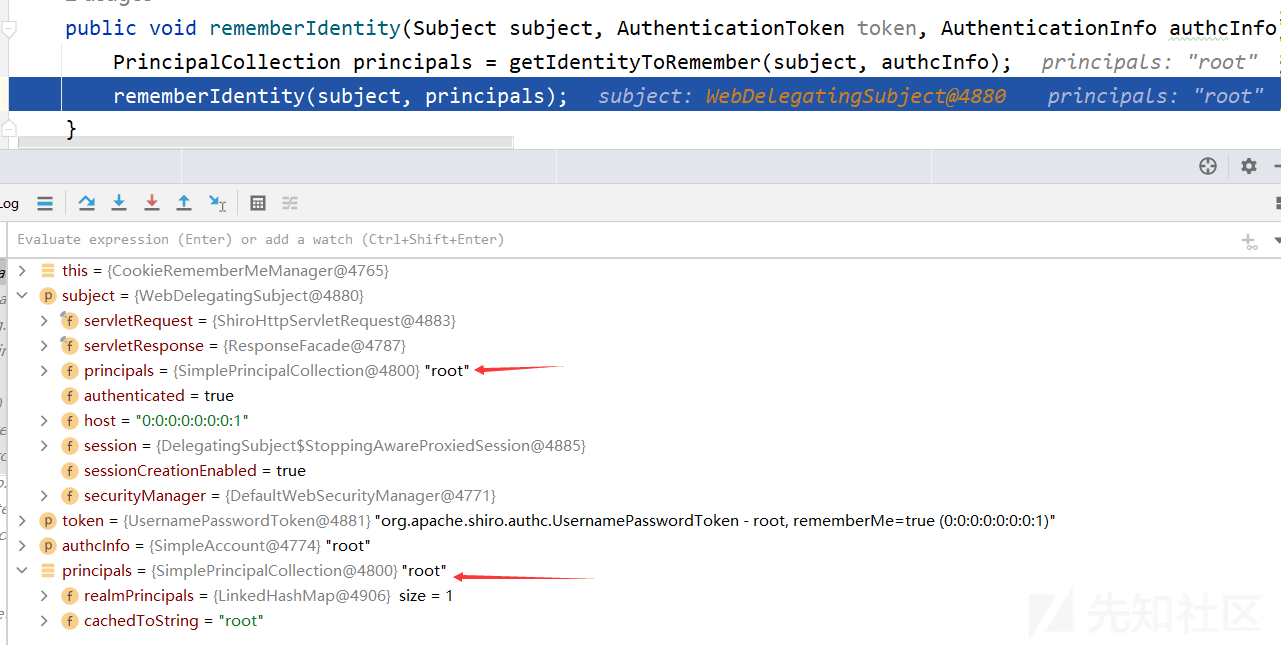 public void rememberIdentity(Subject subject, AuthenticationToken token, AuthenticationInfo authcInfo
PrincipalCollection principals = getIdentityToRemember(subject, authcInfo); principals: "root"
rememberIdentity(subject, principals); subject: WebDelegatingSubject@4880 principals: "root"
}
Log
Evaluate expression (Enter) or add a watch (Ctrl+Shift+Enter)
this = {CookieRememberMeManager@4765}
p subject = {WebDelegatingSubject@4880}
f servletRequest = {ShiroHttpServletRequest@4883}
f servletResponse = {ResponseFacade@4787}
f principals = {SimplePrincipalCollection@4800} "root"
f authenticated = true
f host = "0:0:0:0:0:0:0:1"
f session = {DelegatingSubject$StoppingAwareProxiedSession@4885}
f sessionCreationEnabled = true
f securityManager = {DefaultWebSecurityManager@4771}
p token = {UsernamePasswordToken@4881} "org.apache.shiro.authc.UsernamePasswordToken - root, rememberMe=true (0:0:0:0:0:0:0:1)"
p authcInfo = {SimpleAccount@4774} "root"
principals = {SimplePrincipalCollection@4800} "root"
f realmPrincipals = {LinkedHashMap@4906} size = 1
f cachedToString = "root"
先知社区